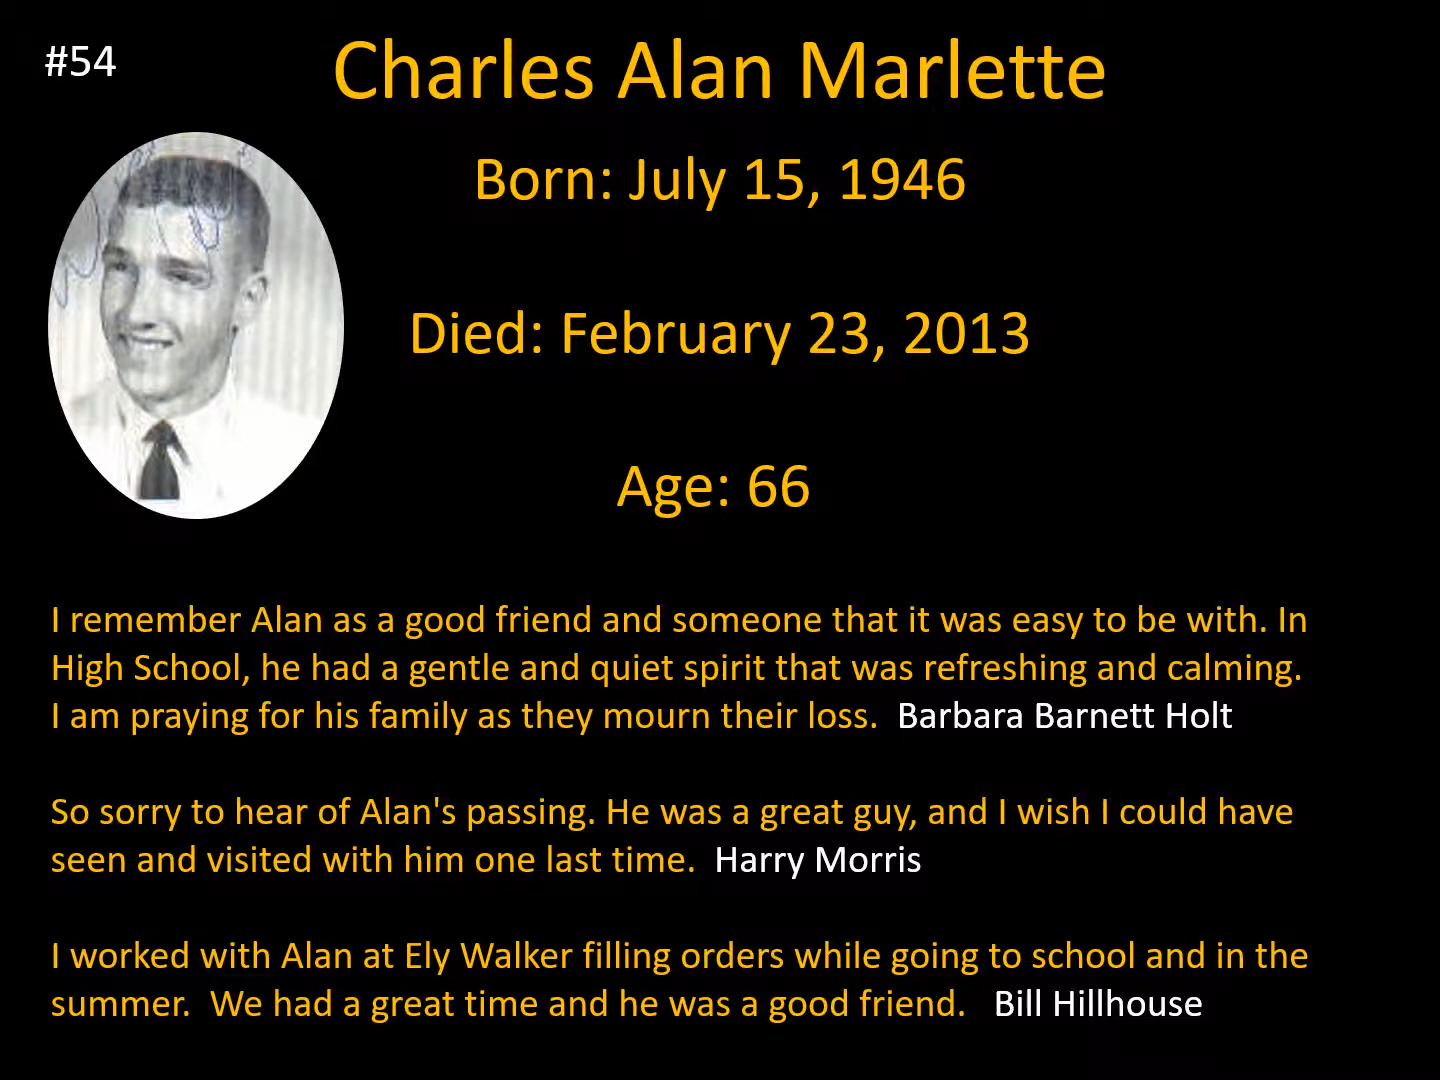 #54
Charles Alan Marlette
Born: July 15, 1946
Died: February 23, 2013
Age: 66
I remember Alan as a good friend and someone that it was easy to be with. In
High School, he had a gentle and quiet spirit that was refreshing and calming.
I am praying for his family as they mourn their loss.  Barbara Barnett Holt
So sorry to hear of Alan's passing. He was a great guy, and I wish I could have
seen and visited with him one last time.  Harry Morris
I worked with Alan at Ely Walker filling orders while going to school and in the
summer.  We had a great time and he was a good friend.   Bill Hillhouse